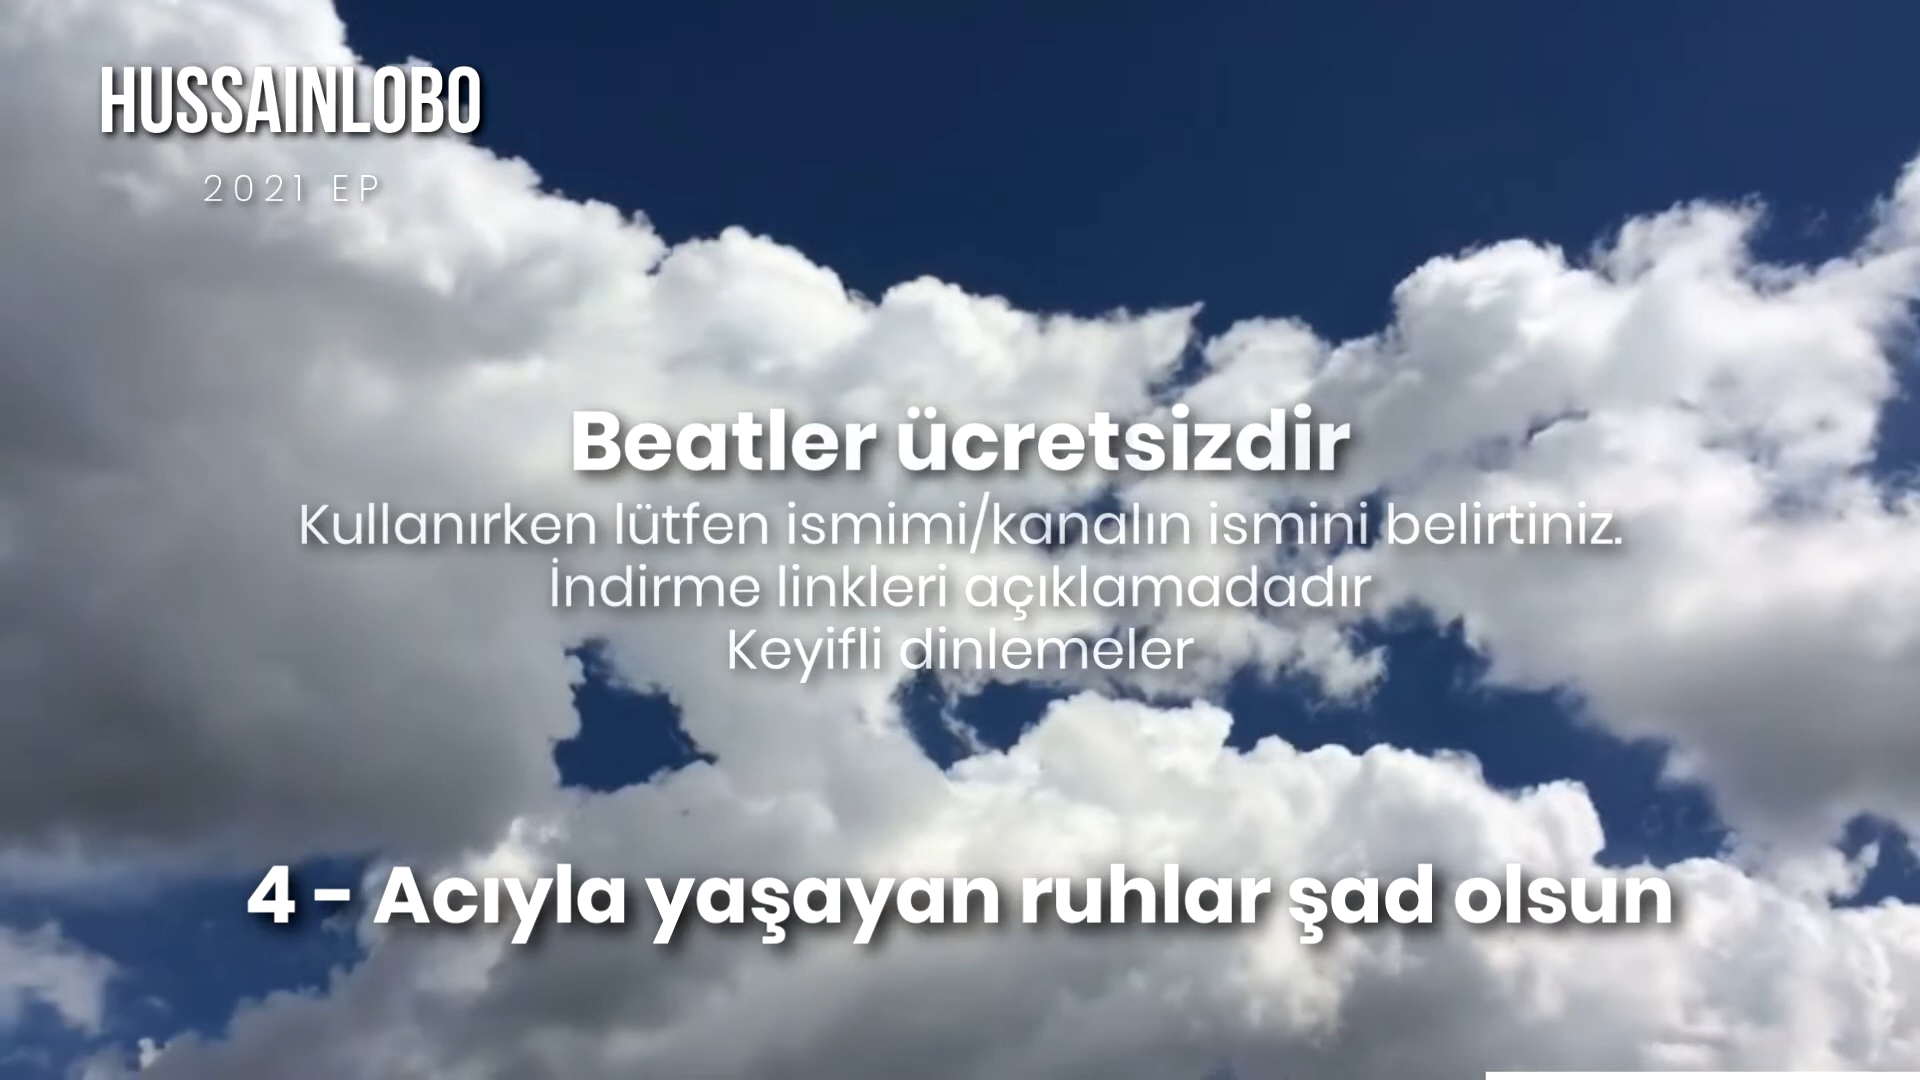 HUSSAINLOBO
2021 EP
Beatler ücretsizdir
Kullanırken lütfen ismimi/kanalın ismini belirtiniz.
İndirme linkleri açıklamadadır
Keyifli dinlemeler
4 - Acıyla yaşayan ruhlar şad olsun